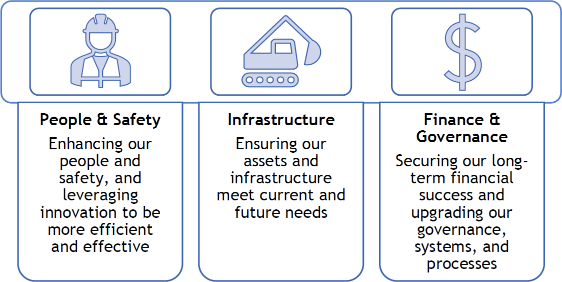 People & Safety
Enhancing our
people and
safety, and
leveraging
innovation to be
more efficient
and effective
Infrastructure
Ensuring our
assets and
infrastructure
meet current and
future needs
Finance &
Governance
Securing our long-
term financial
success and
upgrading our
governance,
systems, and
processes